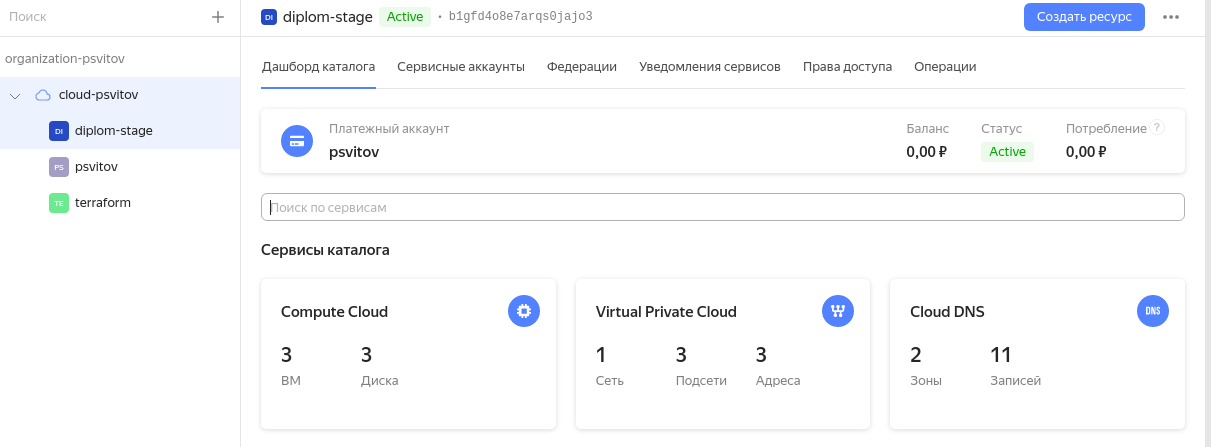 Поиск
organization-psvitov
cloud-psvitov
DI diplom-stage
PS psvitov
TE terraform
DI diplom-stage Active • b1gfd4o8e7arqs0jajo3
Создать ресурс
Дашборд каталога Сервисные аккаунты Федерации Уведомления сервисов Права доступа Операции
Платежный аккаунт Баланс Статус Потребление ?
psvitov 0,00 ₽ Active 0,00 ₽
Поиск по сервисам
Сервисы каталога
Compute Cloud
3 3
ВМ Диска
Virtual Private Cloud
1 3 3
Сеть Подсети Адреса
Cloud DNS DNS
2 11
Зоны Записей